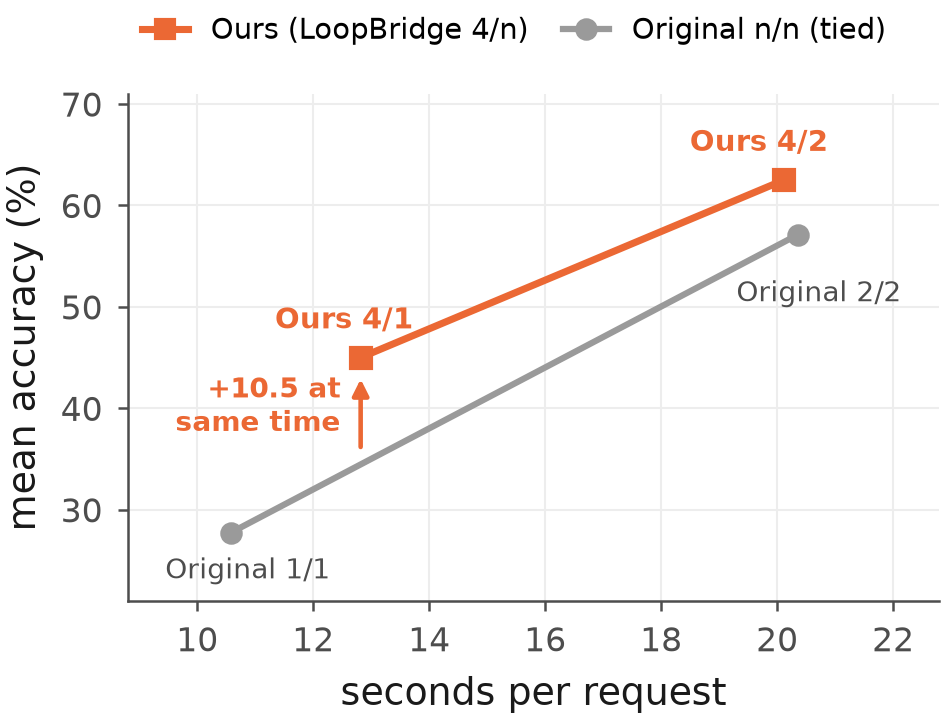 Ours (LoopBridge 4/n)
Original n/n (tied)
mean accuracy (%)
70
60
50
40
30
Ours 4/2
Original 2/2
Ours 4/1
+10.5 at
same time
Original 1/1
10
12
14
16
18
20
22
seconds per request